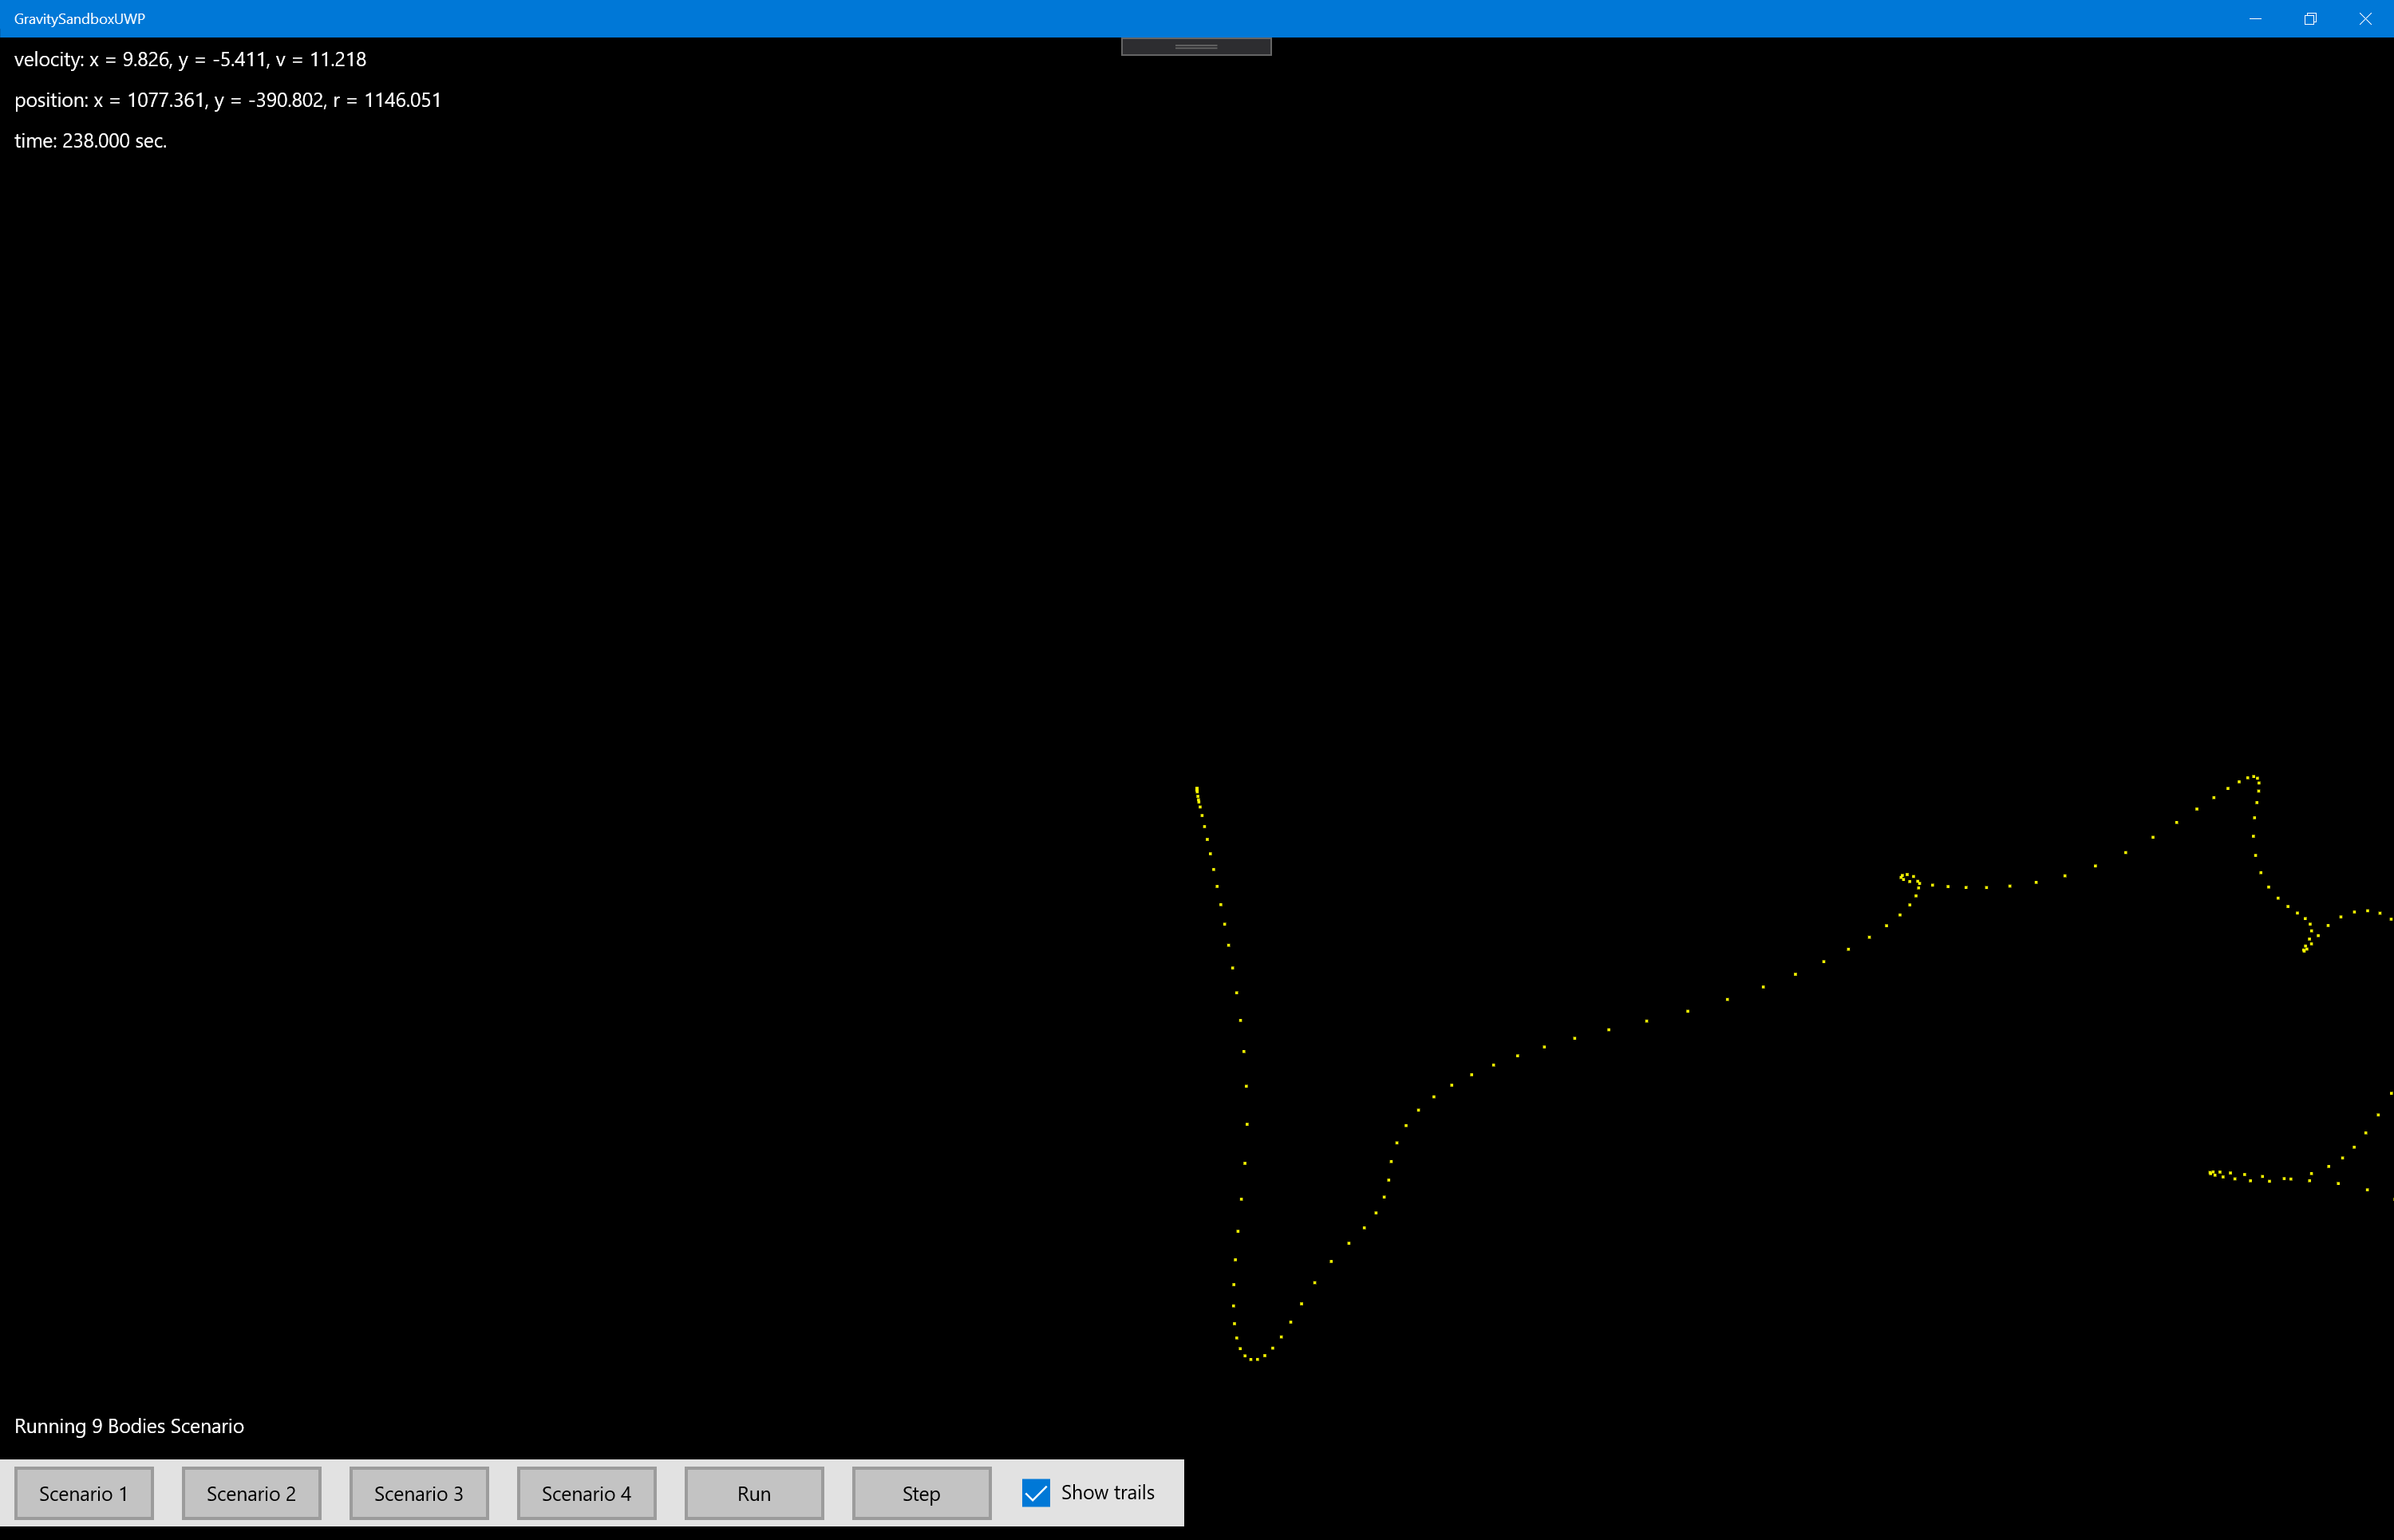 GravitySandboxUWP
velocity: x = 9.826, y = -5.411, v = 11.218
position: x = 1077.361, y = -390.802, r = 1146.051
time: 238.000 sec.
Running 9 Bodies Scenario
Scenario 1 Scenario 2 Scenario 3 Scenario 4 Run Step Show trails